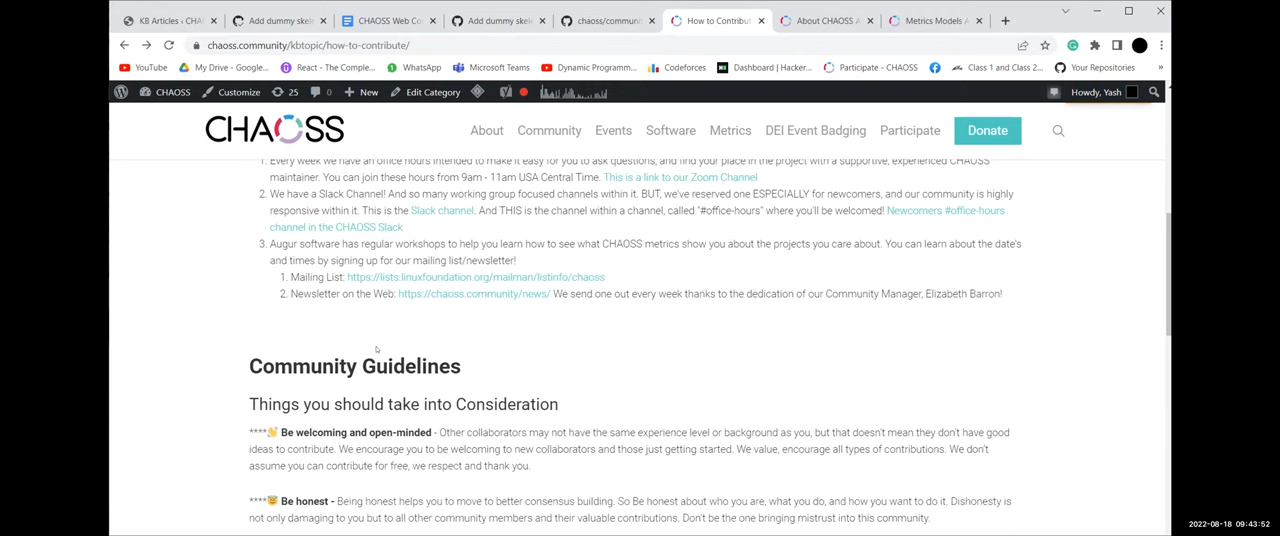 KB Articles ‹ CHA
Add dummy skele
CHAOSS Web Co
Add dummy skele
chaoss/communi
How to Contribut
About CHAOSS A
Metrics Models A
chaoss.community/kbtopic/how-to-contribute/
YouTube
My Drive - Google...
React - The Comple...
WhatsApp
Microsoft Teams
Dynamic Programm...
Codeforces
Dashboard | Hacker...
Participate - CHAOSS
Class 1 and Class 2...
Your Repositories
»
CHAOSS
Customize
25
0
New
Edit Category
Howdy, Yash
CHAOSS
About
Community
Events
Software
Metrics
DEI Event Badging
Participate
Donate
1. Every week we have an office hours intended to make it easy for you to ask questions, and find your place in the project with a supportive, experienced CHAOSS
maintainer. You can join these hours from 9am - 11am USA Central Time. This is a link to our Zoom Channel
2. We have a Slack Channel! And so many working group focused channels within it. BUT, we've reserved one ESPECIALLY for newcomers, and our community is highly
responsive within it. This is the Slack channel. And THIS is the channel within a channel, called "#office-hours" where you'll be welcomed! Newcomers #office-hours
channel in the CHAOSS Slack
3. Augur software has regular workshops to help you learn how to see what CHAOSS metrics show you about the projects you care about. You can learn about the date's
and times by signing up for our mailing list/newsletter!
1. Mailing List: https://lists.linuxfoundation.org/mailman/listinfo/chaoss
2. Newsletter on the Web: https://chaoss.community/news/ We send one out every week thanks to the dedication of our Community Manager, Elizabeth Barron!
Community Guidelines
Things you should take into Consideration
****👋 Be welcoming and open-minded - Other collaborators may not have the same experience level or background as you, but that doesn't mean they don't have good
ideas to contribute. We encourage you to be welcoming to new collaborators and those just getting started. We value, encourage all types of contributions. We don't
assume you can contribute for free, we respect and thank you.
****😇 Be honest - Being honest helps you to move to better consensus building. So Be honest about who you are, what you do, and how you want to do it. Dishonesty is
not only damaging to you but to all other community members and their valuable contributions. Don't be the one bringing mistrust into this community.
2022-08-18 09:43:52